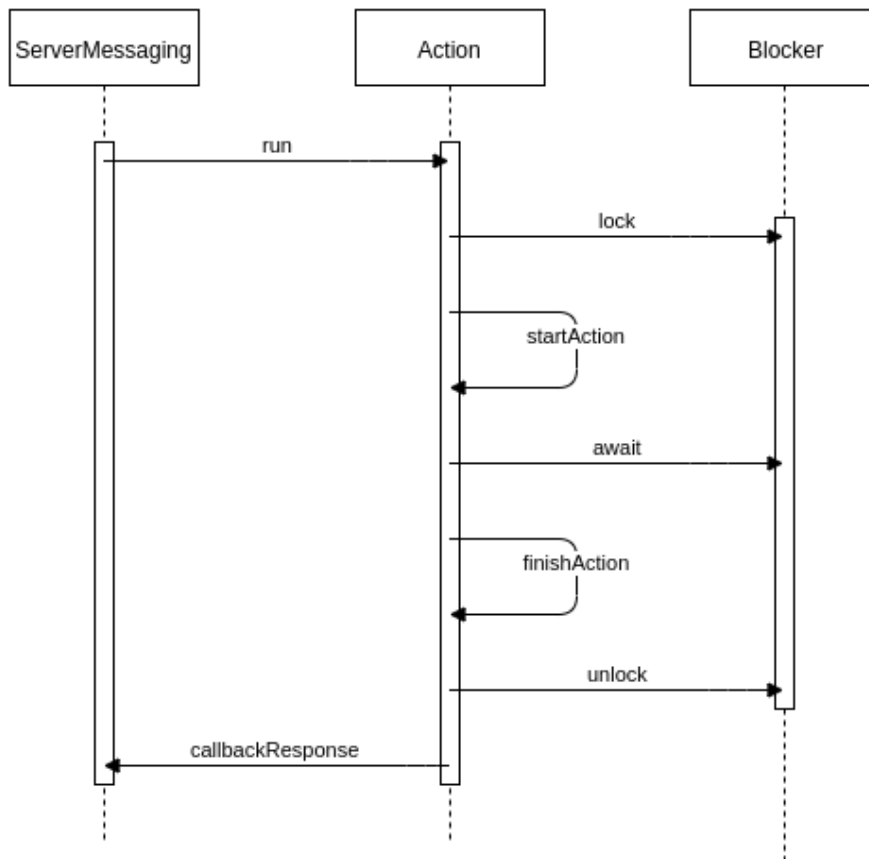 ServerMessaging
Action
Blocker
run
lock
startAction
await
finishAction
unlock
callbackResponse